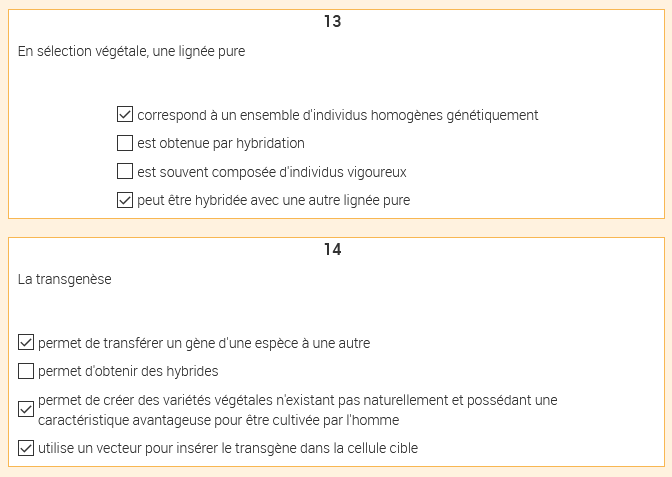 13
En sélection végétale, une lignée pure
correspond à un ensemble d'individus homogènes génétiquement
est obtenue par hybridation
est souvent composée d'individus vigoureux
peut être hybridée avec une autre lignée pure
14
La transgenèse
permet de transférer un gène d'une espèce à une autre
permet d'obtenir des hybrides
permet de créer des variétés végétales n'existant pas naturellement et possédant une
caractéristique avantageuse pour être cultivée par l'homme
utilise un vecteur pour insérer le transgène dans la cellule cible